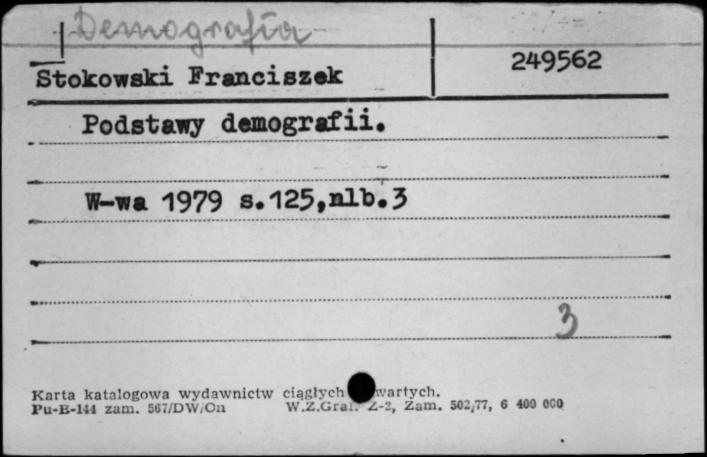 Demografia
Stokowski Franciszek
249562
Podstawy demografii.
W-wa 1979 s.125,nlb.3
3
Karta katalogowa wydawnictw ciągłych wartych.
Pu-B-144 zam. 567/DW/On W.Z.Graf. Z-2, Zam. 502/77, 6 400 000